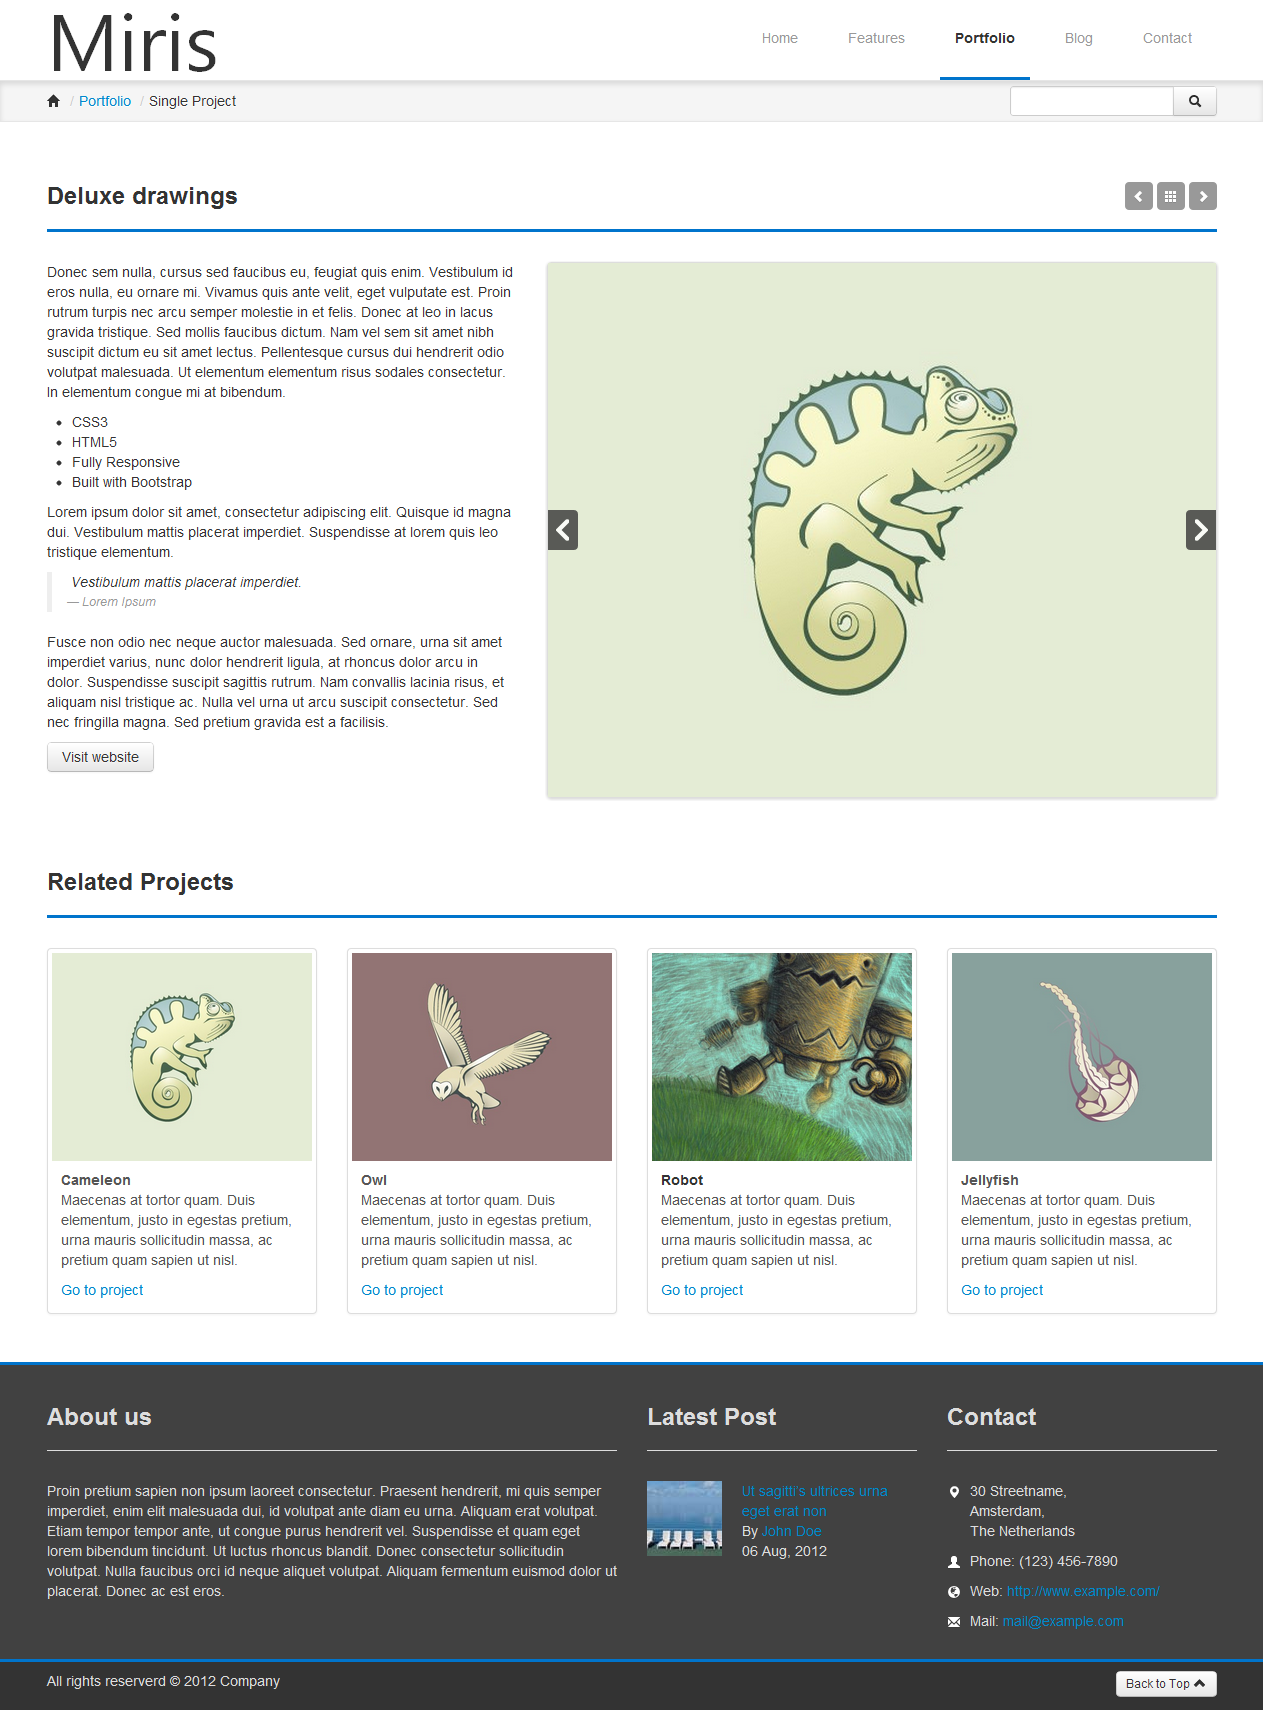 Miris
Home Features Portfolio Blog Contact
/ Portfolio / Single Project
Deluxe drawings
Donec sem nulla, cursus sed faucibus eu, feugiat quis enim. Vestibulum id
eros nulla, eu ornare mi. Vivamus quis ante velit, eget vulputate est. Proin
rutrum turpis nec arcu semper molestie in et felis. Donec at leo in lacus
gravida tristique. Sed mollis faucibus dictum. Nam vel sem sit amet nibh
suscipit dictum eu sit amet lectus. Pellentesque cursus dui hendrerit odio
volutpat malesuada. Ut elementum elementum risus sodales consectetur.
In elementum congue mi at bibendum.
• CSS3
• HTML5
• Fully Responsive
• Built with Bootstrap
Lorem ipsum dolor sit amet, consectetur adipiscing elit. Quisque id magna
dui. Vestibulum mattis placerat imperdiet. Suspendisse at lorem quis leo
tristique elementum.
Vestibulum mattis placerat imperdiet.
— Lorem Ipsum
Fusce non odio nec neque auctor malesuada. Sed ornare, urna sit amet
imperdiet varius, nunc dolor hendrerit ligula, at rhoncus dolor arcu in
dolor. Suspendisse suscipit sagittis rutrum. Nam convallis lacinia risus, et
aliquam nisl tristique ac. Nulla vel urna ut arcu suscipit consectetur. Sed
nec fringilla magna. Sed pretium gravida est a facilisis.
Visit website
Related Projects
Cameleon
Maecenas at tortor quam. Duis
elementum, justo in egestas pretium,
urna mauris sollicitudin massa, ac
pretium quam sapien ut nisl.
Go to project
Owl
Maecenas at tortor quam. Duis
elementum, justo in egestas pretium,
urna mauris sollicitudin massa, ac
pretium quam sapien ut nisl.
Go to project
Robot
Maecenas at tortor quam. Duis
elementum, justo in egestas pretium,
urna mauris sollicitudin massa, ac
pretium quam sapien ut nisl.
Go to project
Jellyfish
Maecenas at tortor quam. Duis
elementum, justo in egestas pretium,
urna mauris sollicitudin massa, ac
pretium quam sapien ut nisl.
Go to project
About us
Proin pretium sapien non ipsum laoreet consectetur. Praesent hendrerit, mi quis semper
imperdiet, enim elit malesuada dui, id volutpat ante diam eu urna. Aliquam erat volutpat.
Etiam tempor tempor ante, ut congue purus hendrerit vel. Suspendisse et quam eget
lorem bibendum tincidunt. Ut luctus rhoncus blandit. Donec consectetur sollicitudin
volutpat. Nulla faucibus orci id neque aliquet volutpat. Aliquam fermentum euismod dolor ut
placerat. Donec ac est eros.
Latest Post
Ut sagitti's ultrices urna
eget erat non
By John Doe
06 Aug, 2012
Contact
30 Streetname,
Amsterdam,
The Netherlands
Phone: (123) 456-7890
Web: http://www.example.com/
Mail: mail@example.com
All rights reserverd © 2012 Company
Back to Top